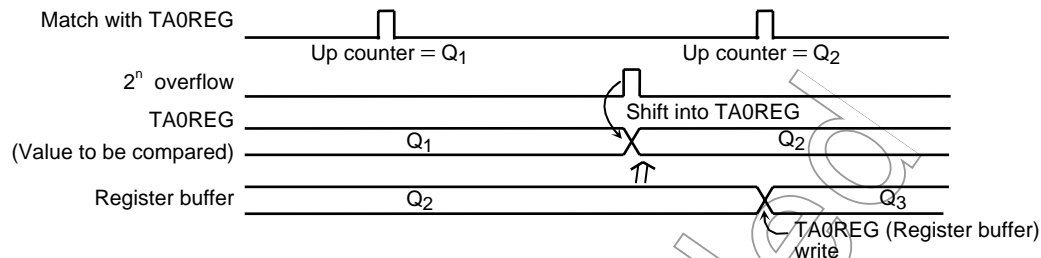 Match with TA0REG
Up counter = Q1
Up counter = Q2
2n overflow
Shift into TA0REG
TA0REG
(Value to be compared)
Q1
Q2
Register buffer
Q2
Q3
TA0REG (Register buffer)
write